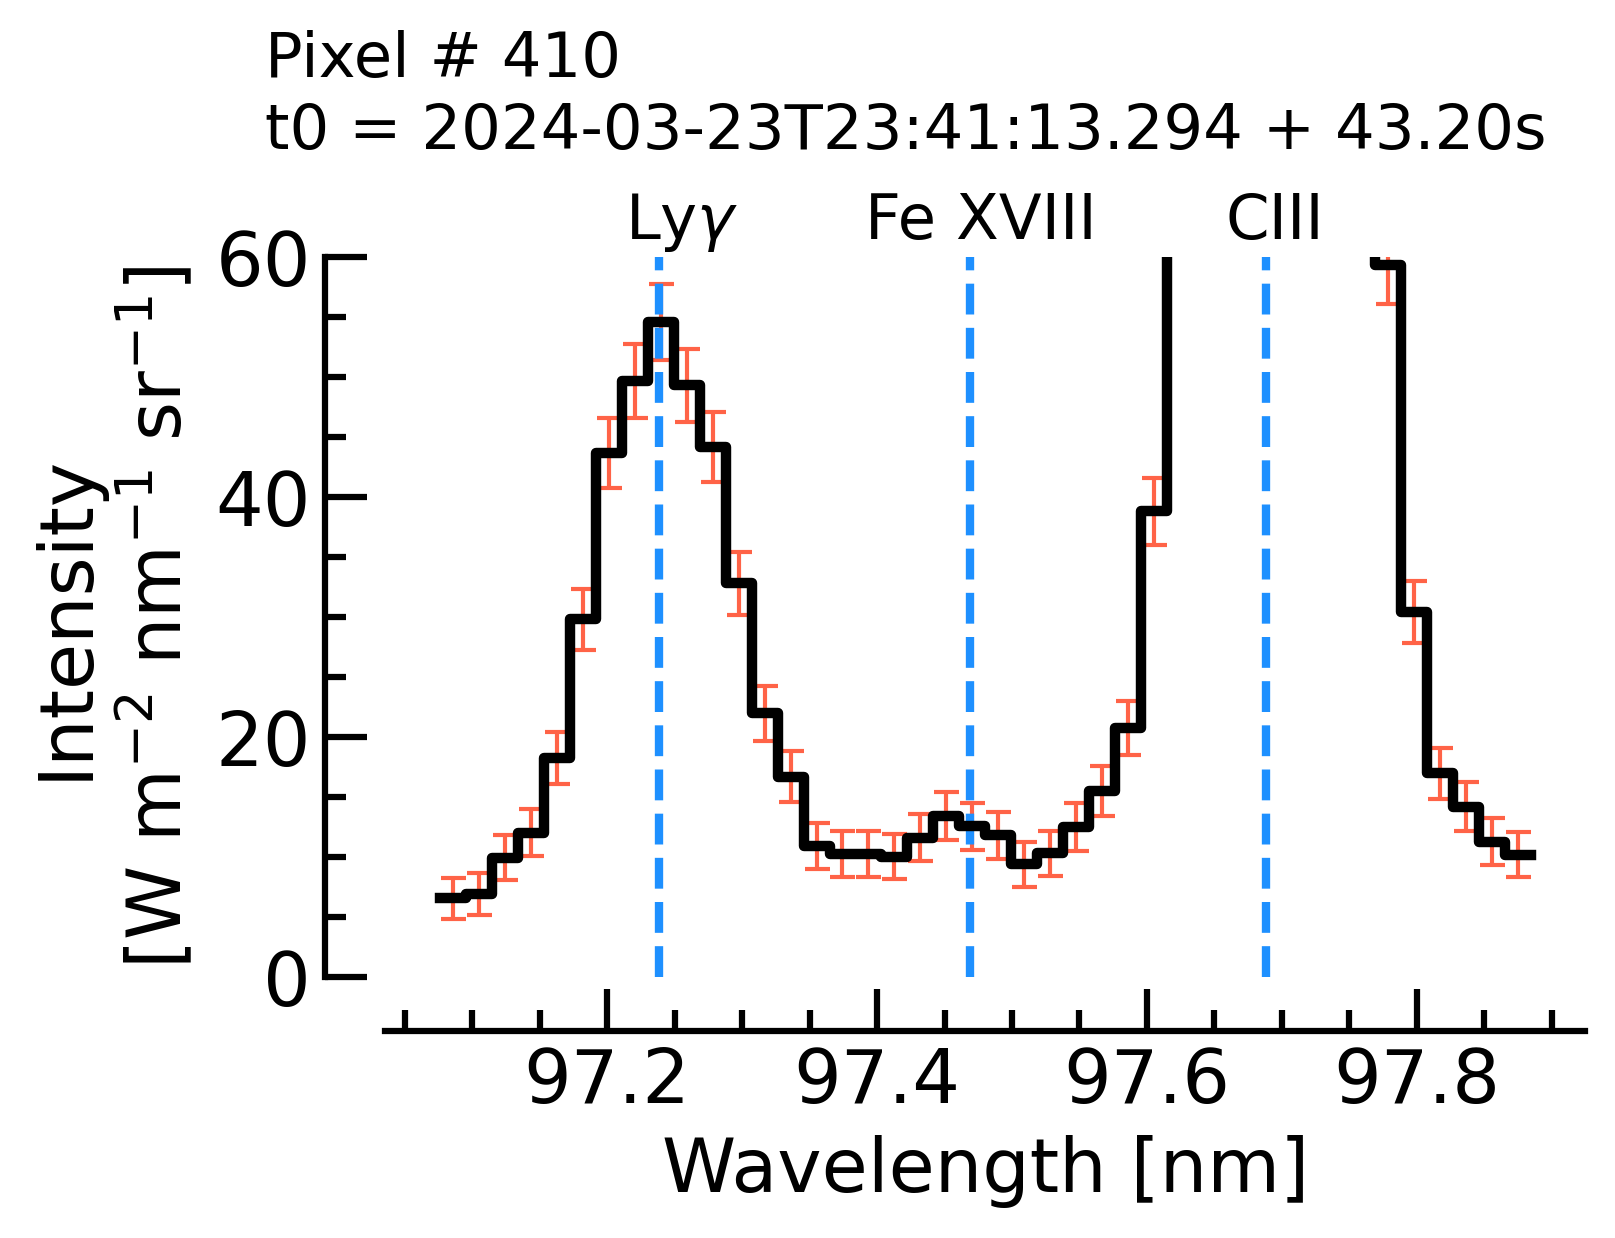 Pixel # 410
t0 = 2024-03-23T23:41:13.294 + 43.20s
Lyγ Fe XVIII CIII
Intensity
[W m⁻² nm⁻¹ sr⁻¹]
60
40
20
0
97.2 97.4 97.6 97.8
Wavelength [nm]